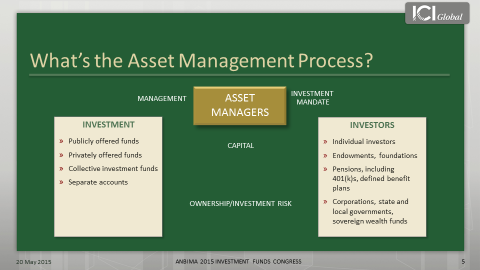 ICI
Global
What's the Asset Management Process?
MANAGEMENT
ASSET
MANAGERS
INVESTMENT
MANDATE
INVESTMENT
» Publicly offered funds
» Privately offered funds
» Collective investment funds
» Separate accounts
CAPITAL
OWNERSHIP/INVESTMENT RISK
INVESTORS
» Individual investors
» Endowments, foundations
» Pensions, including
401(k)s, defined benefit
plans
» Corporations, state and
local governments,
sovereign wealth funds
20 May 2015
ANBIMA 2015 INVESTMENT FUNDS CONGRESS
5